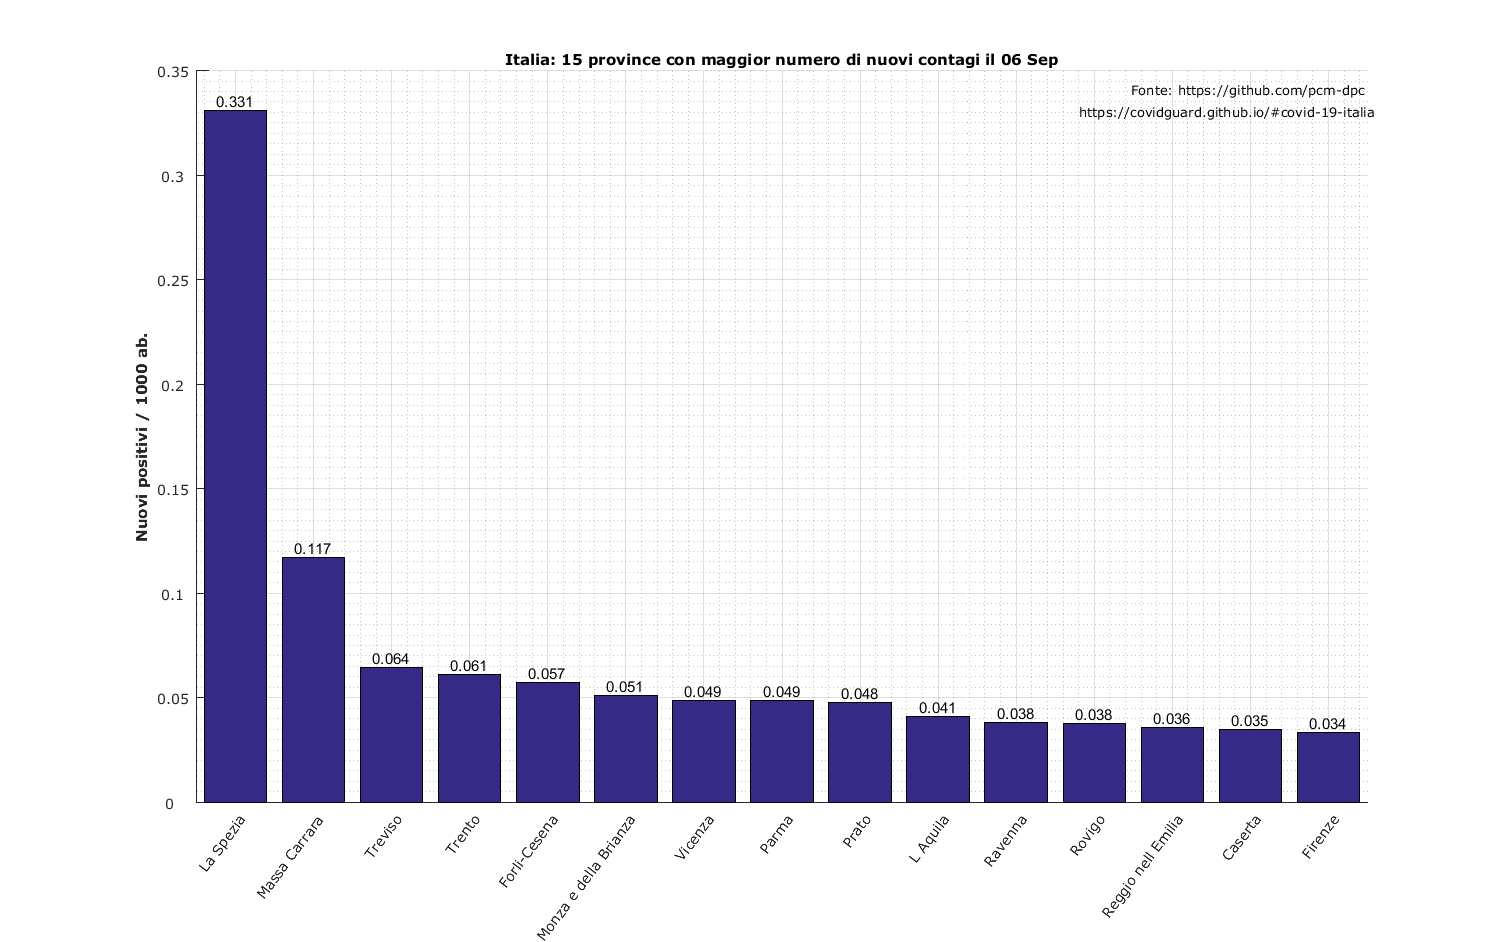 Italia: 15 province con maggior numero di nuovi contagi il 06 Sep
Fonte: https://github.com/pcm-dpc
https://covidguard.github.io/#covid-19-italia
Nuovi positivi / 1000 ab.
0.35
0.3
0.25
0.2
0.15
0.1
0.05
0
0.331
0.117
0.064
0.061
0.057
0.051
0.049
0.049
0.048
0.041
0.038
0.038
0.036
0.035
0.034
La Spezia
Massa Carrara
Treviso
Trento
Forlì-Cesena
Monza e della Brianza
Vicenza
Parma
Prato
L Aquila
Ravenna
Rovigo
Reggio nell Emilia
Caserta
Firenze